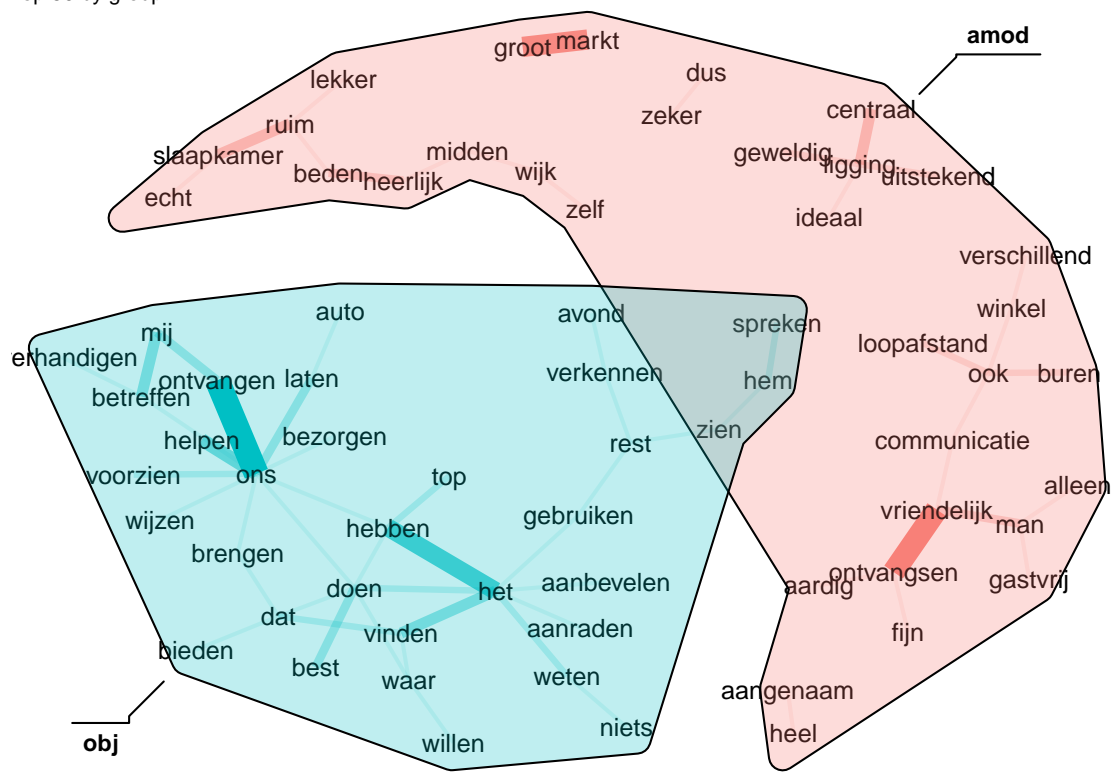 groot markt
amod
lekker
dus
centraal
ruim
zeker
slaapkamer
midden
geweldig
ligging
beden
heerlijk
wijk
uitstekend
echt
zelf
ideaal
verschillend
auto
avond
winkel
mij
spreken
erhandigen
loopafstand
ontvangen
laten
verkennen
hem
ook
buren
betreffen
helpen
bezorgen
rest
zien
communicatie
voorzien
ons
top
alleen
wijzen
hebben
gebruiken
vriendelijk
man
brengen
doen
het
aanbevelen
ontvangsen
aardig
gastvrij
dat
vinden
aanraden
fijn
bieden
best
waar
weten
aangenaam
niets
heel
obj
willen